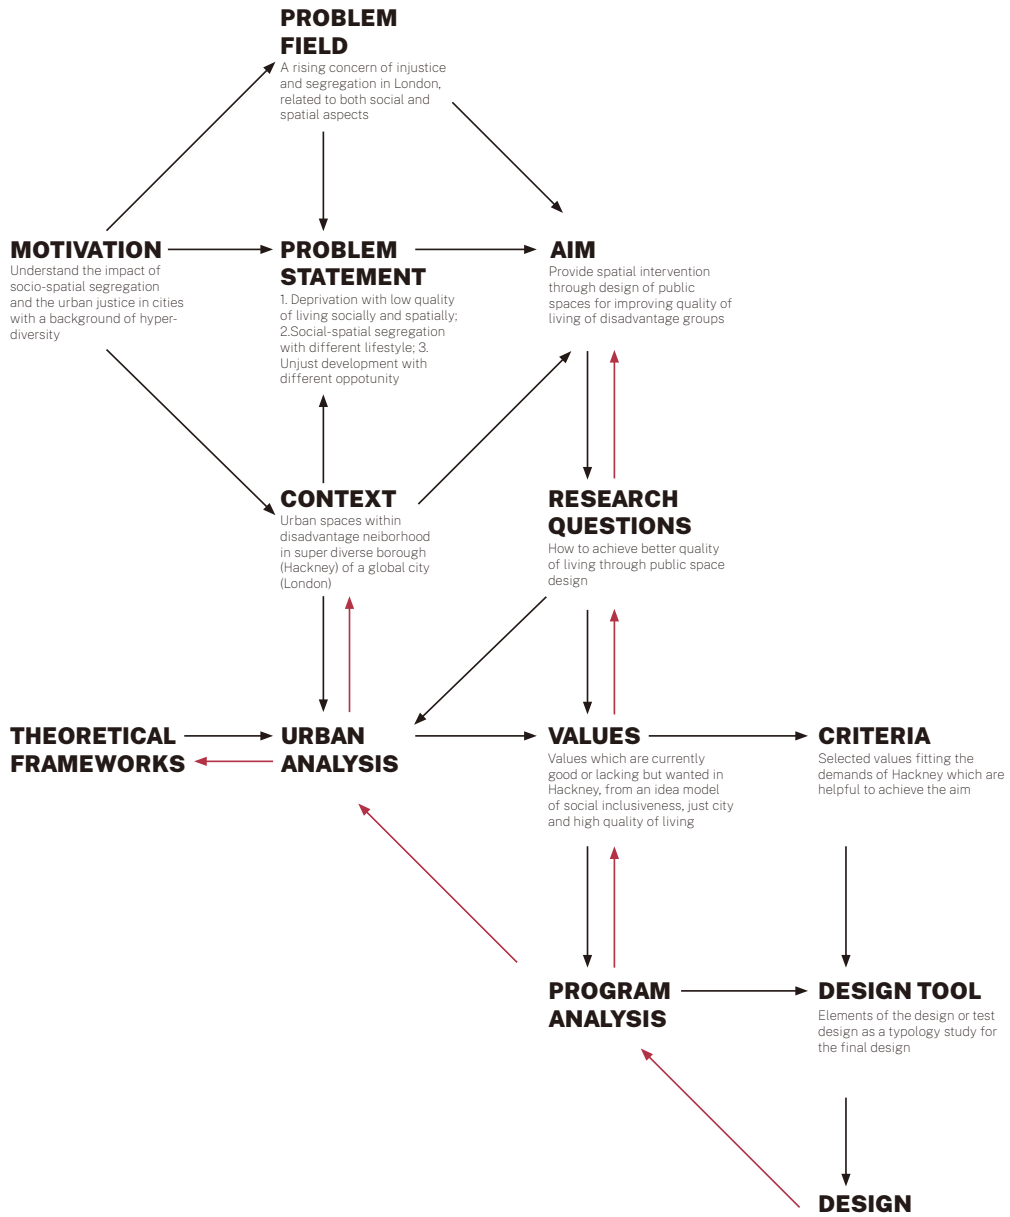 PROBLEM
FIELD
A rising concern of injustice
and segregation in London,
related to both social and
spatial aspects
MOTIVATION
Understand the impact of
socio-spatial segregation
and the urban justice in cities
with a background of hyper-
diversity
PROBLEM
STATEMENT
1. Deprivation with low quality
of living socially and spatially;
2.Social-spatial segregation
with different lifestyle; 3.
Unjust development with
different oppotunity
AIM
Provide spatial intervention
through design of public
spaces for improving quality of
living of disadvantage groups
CONTEXT
Urban spaces within
disadvantage neiborhood
in super diverse borough
(Hackney) of a global city
(London)
RESEARCH
QUESTIONS
How to achieve better quality
of living through public space
design
THEORETICAL
FRAMEWORKS
URBAN
ANALYSIS
VALUES
Values which are currently
good or lacking but wanted in
Hackney, from an idea model
of social inclusiveness, just city
and high quality of living
CRITERIA
Selected values fitting the
demands of Hackney which are
helpful to achieve the aim
PROGRAM
ANALYSIS
DESIGN TOOL
Elements of the design or test
design as a typology study for
the final design
DESIGN